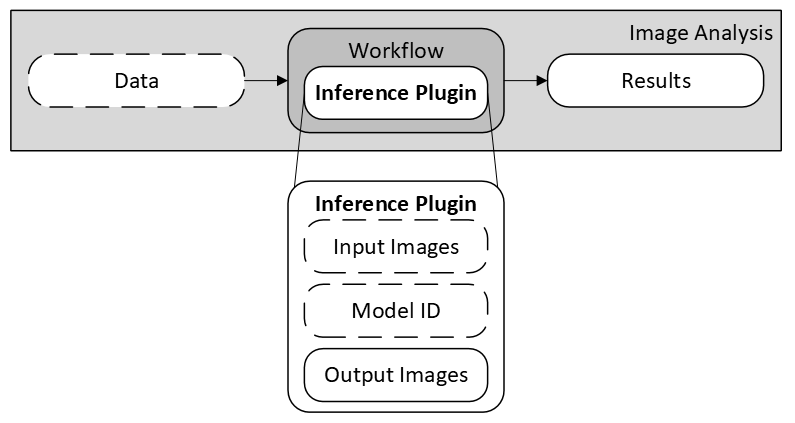 Image Analysis
Data
Workflow
Inference Plugin
Results
Inference Plugin
Input Images
Model ID
Output Images